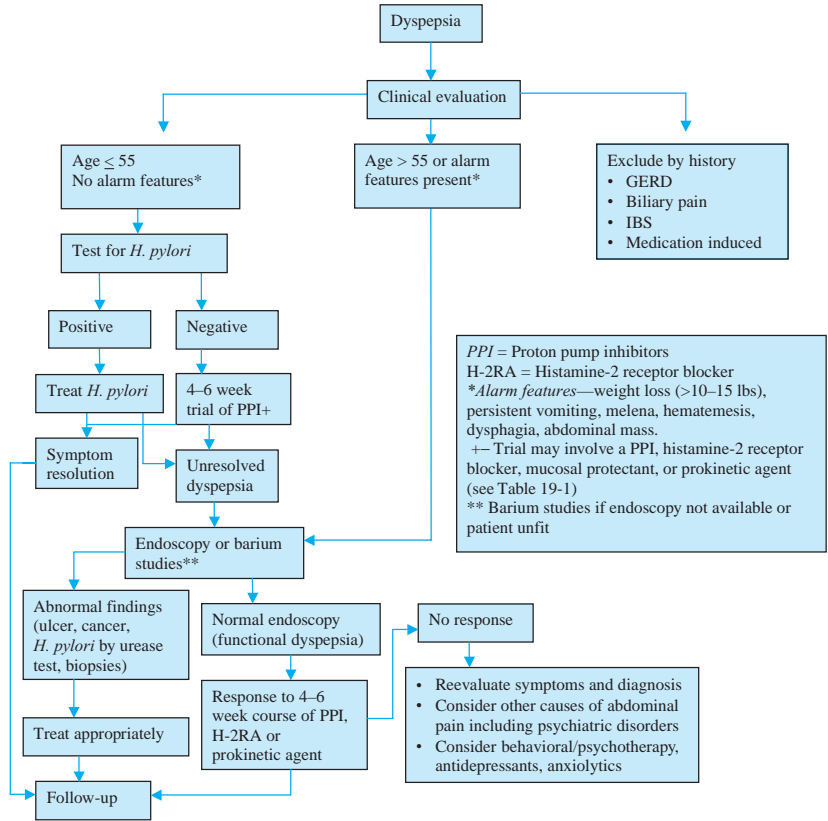 Dyspepsia
Clinical evaluation
Age ≤ 55
No alarm features*
Age > 55 or alarm
features present*
Exclude by history
• GERD
• Biliary pain
• IBS
• Medication induced
Test for H. pylori
Positive
Negative
Treat H. pylori
4–6 week
trial of PPI+
Symptom
resolution
Unresolved
dyspepsia
PPI = Proton pump inhibitors
H-2RA = Histamine-2 receptor blocker
*Alarm features—weight loss (>10–15 lbs),
persistent vomiting, melena, hematemesis,
dysphagia, abdominal mass.
+– Trial may involve a PPI, histamine-2 receptor
blocker, mucosal protectant, or prokinetic agent
(see Table 19-1)
** Barium studies if endoscopy not available or
patient unfit
Endoscopy or barium
studies**
Abnormal findings
(ulcer, cancer,
H. pylori by urease
test, biopsies)
Normal endoscopy
(functional dyspepsia)
No response
Response to 4–6
week course of PPI,
H-2RA or
prokinetic agent
• Reevaluate symptoms and diagnosis
• Consider other causes of abdominal
pain including psychiatric disorders
• Consider behavioral/psychotherapy,
antidepressants, anxiolytics
Treat appropriately
Follow-up